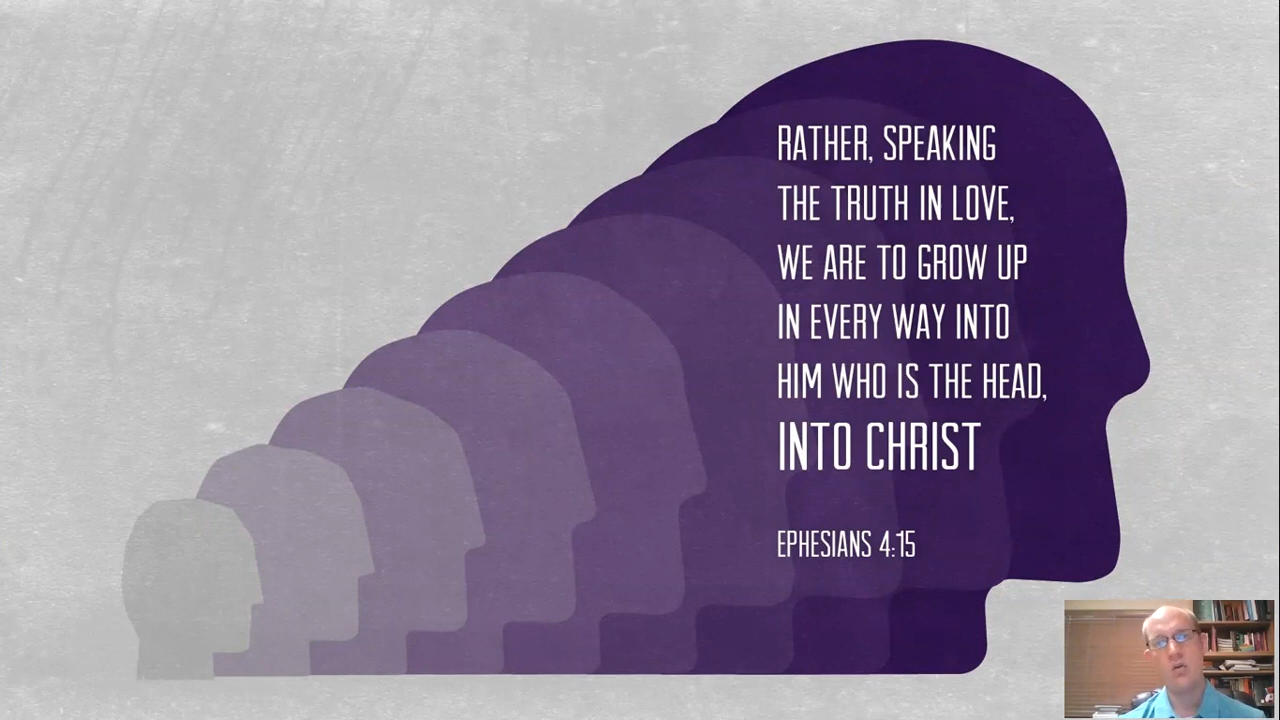 RATHER, SPEAKING
THE TRUTH IN LOVE,
WE ARE TO GROW UP
IN EVERY WAY INTO
HIM WHO IS THE HEAD,
INTO CHRIST
EPHESIANS 4:15